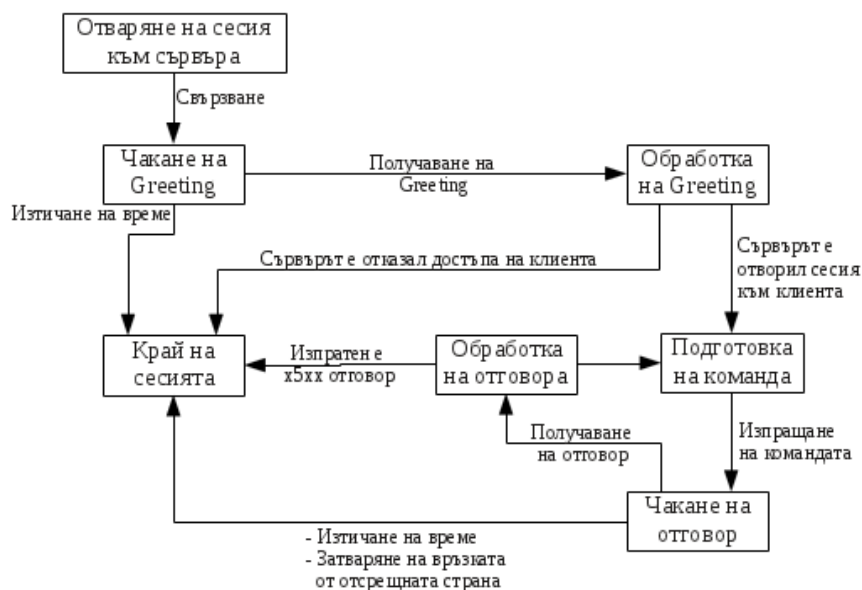 Отваряне на сесия
към сървъра
Свързване
Чакане на
Greeting
Получаване на
Greeting
Обработка
на Greeting
Изтичане на време
Сървърът е отказал достъпа на клиента
Сървърът е
отворил сесия
към клиента
Край на
сесията
Изпратен е
x5xx отговор
Обработка
на отговора
Подготовка
на команда
Получаване
на отговор
Изпращане
на командата
Чакане на
отговор
- Изтичане на време
- Затваряне на връзката
от отсрещната страна